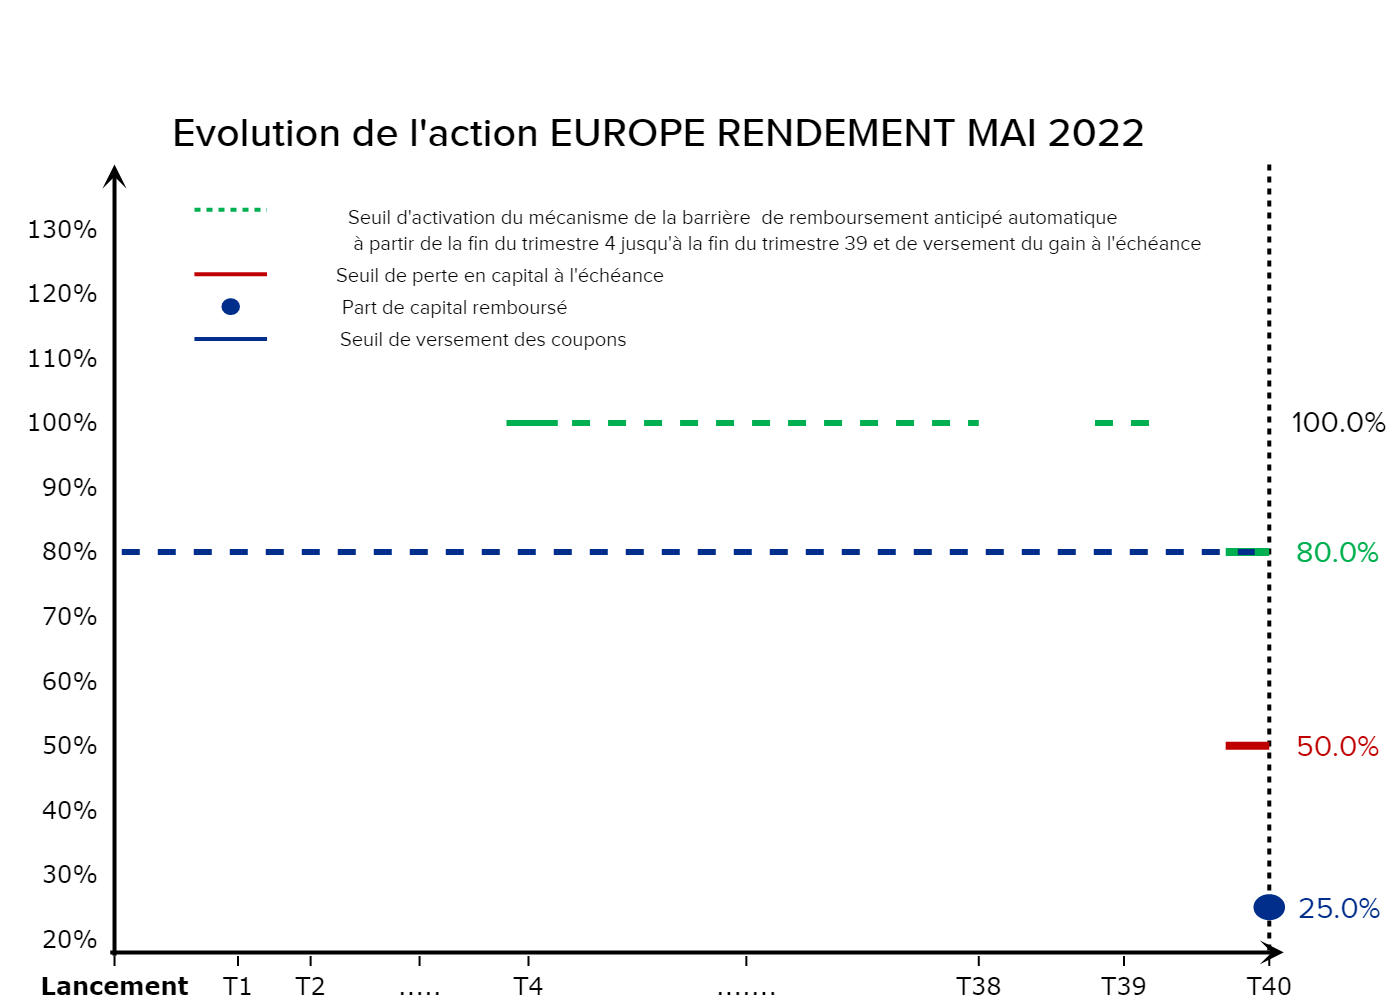 Evolution de l'action EUROPE RENDEMENT MAI 2022
Seuil d'activation du mécanisme de la barrière  de remboursement anticipé automatique
à partir de la fin du trimestre 4 jusqu'à la fin du trimestre 39 et de versement du gain à l'échéance
Seuil de perte en capital à l'échéance
Part de capital remboursé
Seuil de versement des coupons
130%
120%
110%
100%
100.0%
90%
80%
80.0%
70%
60%
50%
50.0%
40%
30%
25.0%
20%
Lancement T1 T2 ..... T4 ....... T38 T39 T40